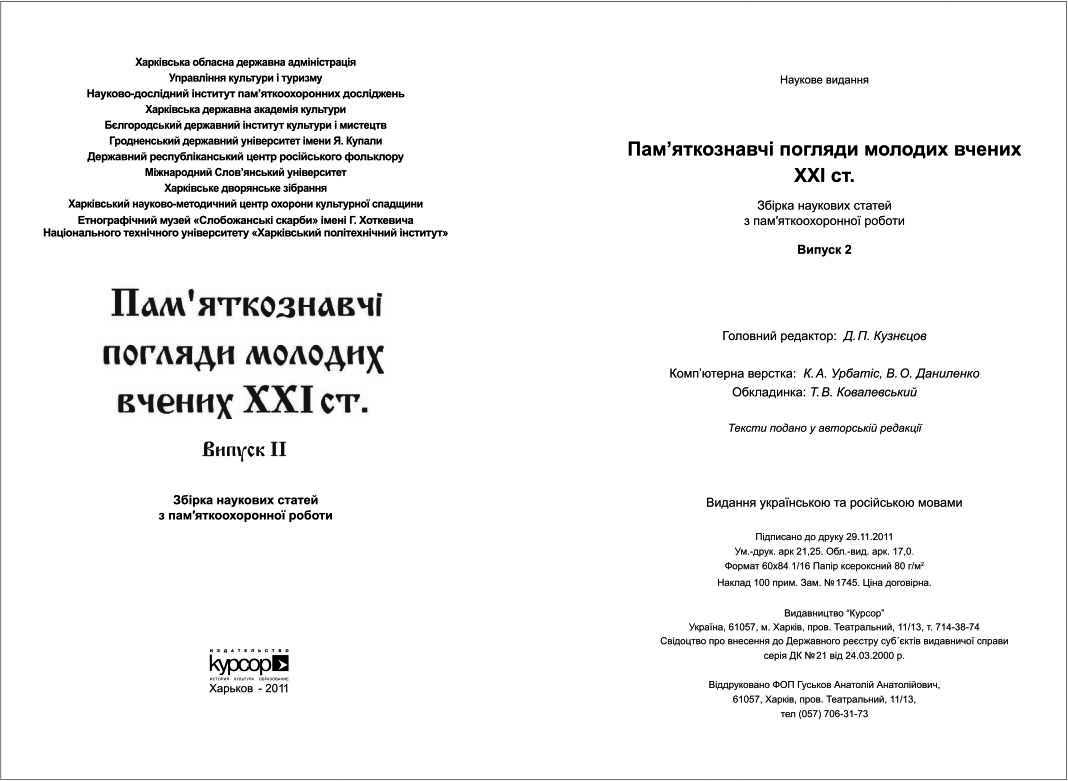 Харківська обласна державна адміністрація
Управління культури і туризму
Науково-дослідний інститут пам'яткоохоронних досліджень
Харківська державна академія культури
Бєлгородський державний інститут культури і мистецтв
Гродненський державний університет імени Я. Купали
Державний республіканський центр російського фольклору
Міжнародний Слов'янський університет
Харківське дворянське зібрання
Харківський науково-методичний центр охорони культурної спадщини
Етнографічний музей «Слобожанські скарби» імені Г. Хоткевича
Національного технічного університету «Харківський політехнічний інститут»
Пам'яткознавчі
погляди молодих
вчених XXI ст.
Випуск II
Збірка наукових статей
з пам'яткоохоронної роботи
ИЗДАТЕЛЬСТВО
курсор
ИСТОРИЯ КУЛЬТУРА ОБРАЗОВАНИЕ
Харьков - 2011
Наукове видання
Пам'яткознавчі погляди молодих вчених
XXI ст.
Збірка наукових статей
з пам'яткоохоронної роботи
Випуск 2
Головний редактор: Д. П. Кузнєцов
Комп'ютерна верстка: К. А. Урбатіс, В. О. Даниленко
Обкладинка: Т. В. Ковалевський
Тексти подано у авторській редакції
Видання українською та російською мовами
Підписано до друку 29.11.2011
Ум.-друк. арк 21,25. Обл.-вид. арк. 17,0.
Формат 60х84 1/16 Папір ксероксний 80 г/м²
Наклад 100 прим. Зам. №1745. Ціна договірна.
Видавництво “Курсор”
Україна, 61057, м. Харків, пров. Театральний, 11/13, т. 714-38-74
Свідоцтво про внесення до Державного реєстру суб´єктів видавничої справи
серія ДК №21 від 24.03.2000 р.
Віддруковано ФОП Гуськов Анатолій Анатолійович,
61057, Харків, пров. Театральний, 11/13,
тел (057) 706-31-73